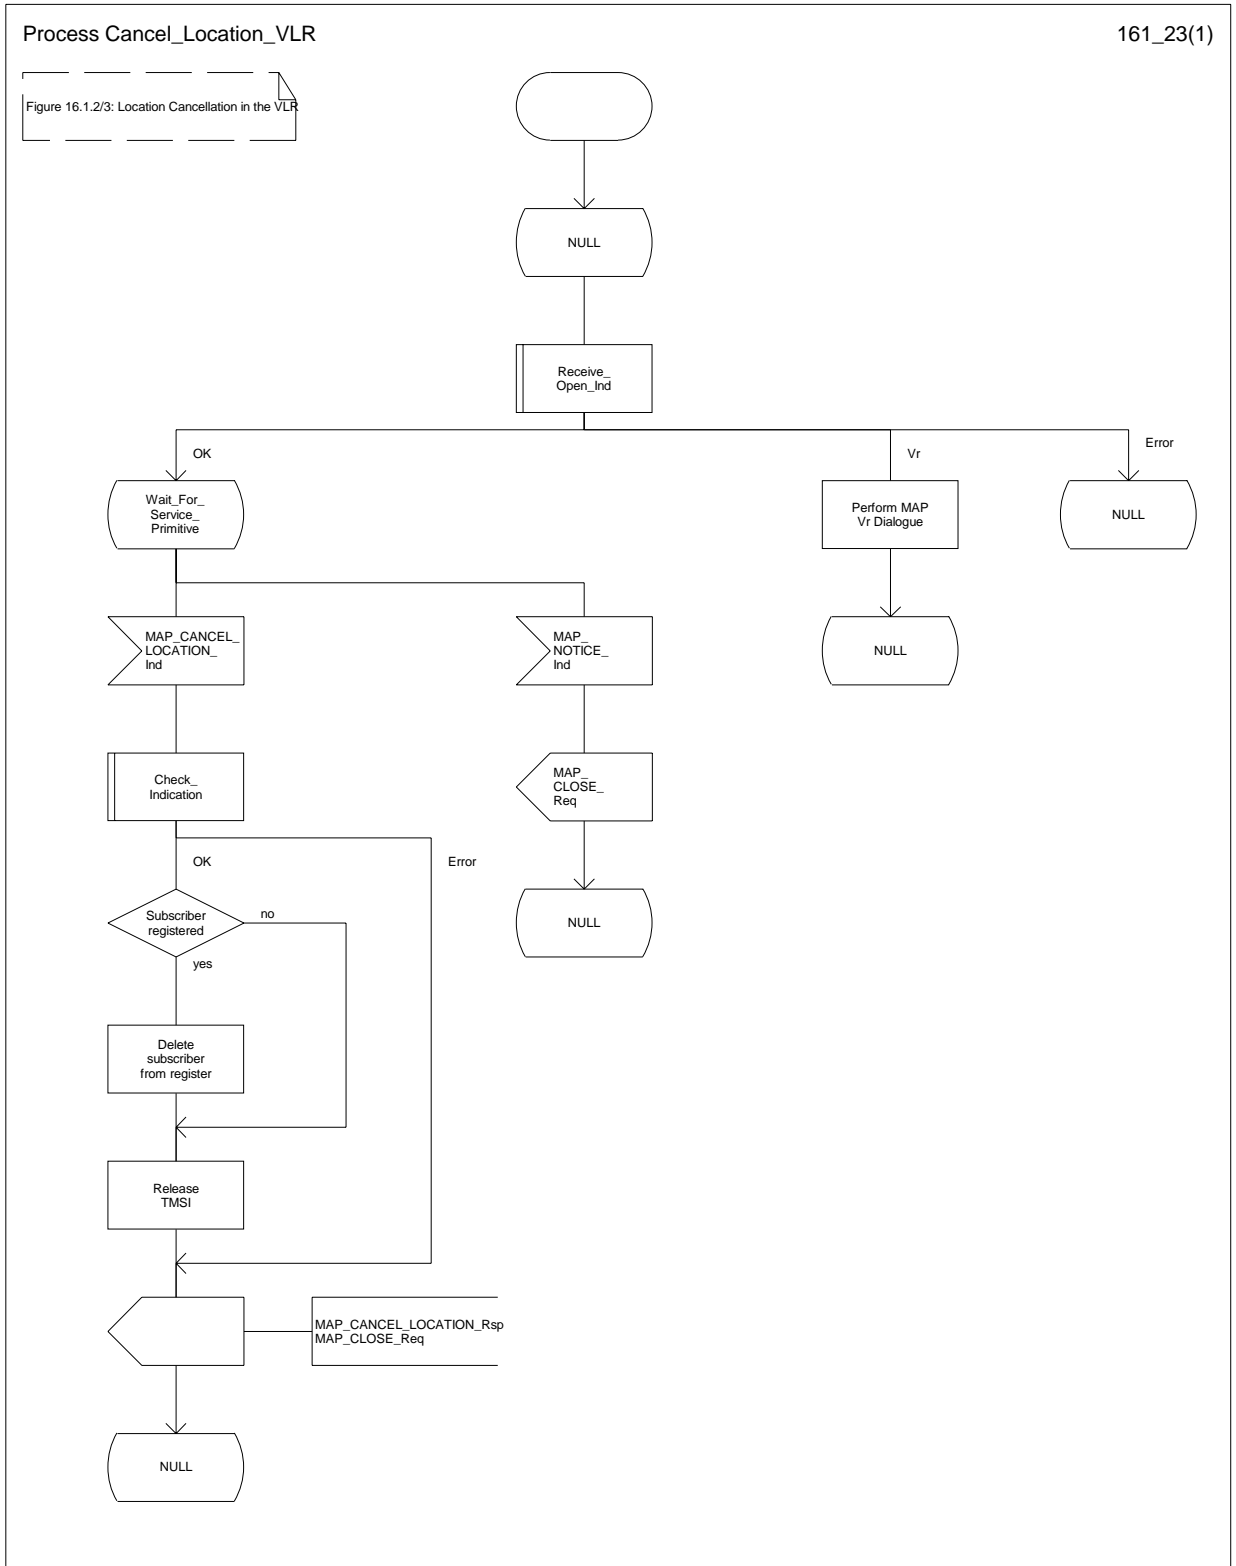 Process Cancel_Location_VLR
161_23(1)
Figure 16.1.2/3: Location Cancellation in the VLR
NULL
Receive_
Open_Ind
OK
Vr
Error
Wait_For_
Service_
Primitive
Perform MAP
Vr Dialogue
NULL
MAP_CANCEL_
LOCATION_
Ind
MAP_
NOTICE_
Ind
NULL
Check_
Indication
MAP_
CLOSE_
Req
OK
Error
Subscriber
registered
no
yes
NULL
Delete
subscriber
from register
Release
TMSI
MAP_CANCEL_LOCATION_Rsp
MAP_CLOSE_Req
NULL